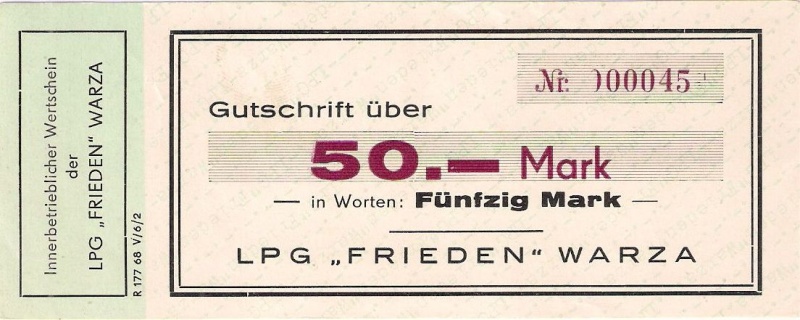 Innerbetrieblicher Wertschein
der
LPG „FRIEDEN" WARZA
R 177 68 V/6/2
Nr. 000045
Gutschrift über
50.— Mark
— in Worten: Fünfzig Mark —
LPG „FRIEDEN" WARZA